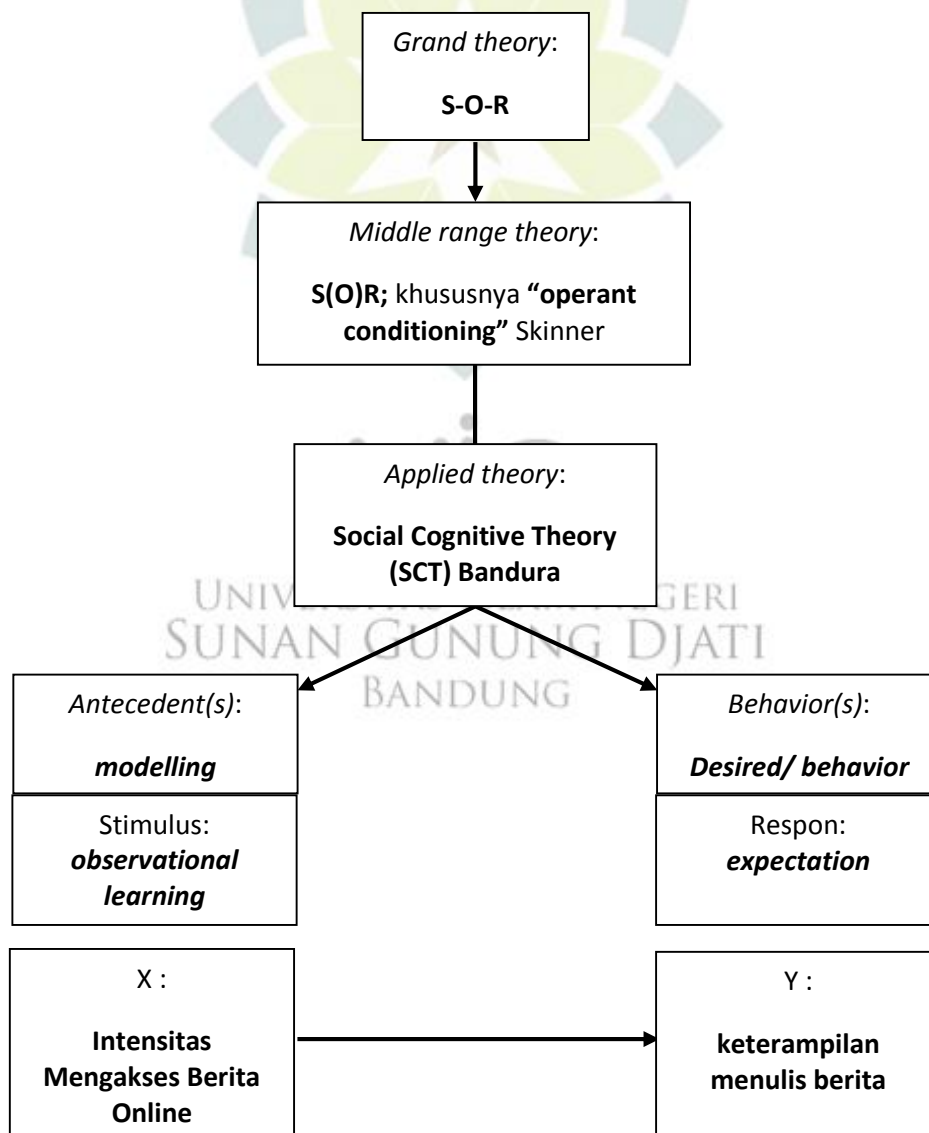 Grand theory:
S-O-R
Middle range theory:
S(O)R; khususnya “operant
conditioning” Skinner
Applied theory:
Social Cognitive Theory
(SCT) Bandura
SUNAN GUNUNG DJATI
BANDUNG
Antecedent(s):
modelling
Stimulus:
observational
learning
Behavior(s):
Desired/ behavior
Respon:
expectation
X :
Intensitas
Mengakses Berita
Online
Y :
keterampilan
menulis berita